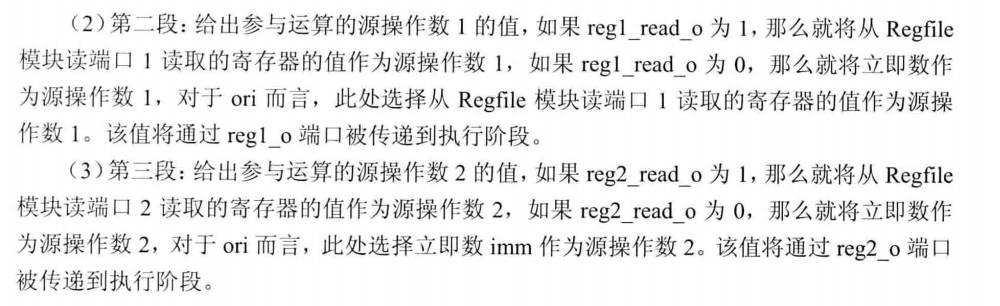 （2）第二段：给出参与运算的源操作数 1 的值，如果 reg1_read_o 为 1，那么就将从 Regfile
模块读端口 1 读取的寄存器的值作为源操作数 1，如果 reg1_read_o 为 0，那么就将立即数作
为源操作数 1，对于 ori 而言，此处选择从 Regfile 模块读端口 1 读取的寄存器的值作为源操
作数 1。该值将通过 reg1_o 端口被传递到执行阶段。
（3）第三段：给出参与运算的源操作数 2 的值，如果 reg2_read_o 为 1，那么就将从 Regfile
模块读端口 2 读取的寄存器的值作为源操作数 2，如果 reg2_read_o 为 0，那么就将立即数作
为源操作数 2，对于 ori 而言，此处选择立即数 imm 作为源操作数 2。该值将通过 reg2_o 端口
被传递到执行阶段。